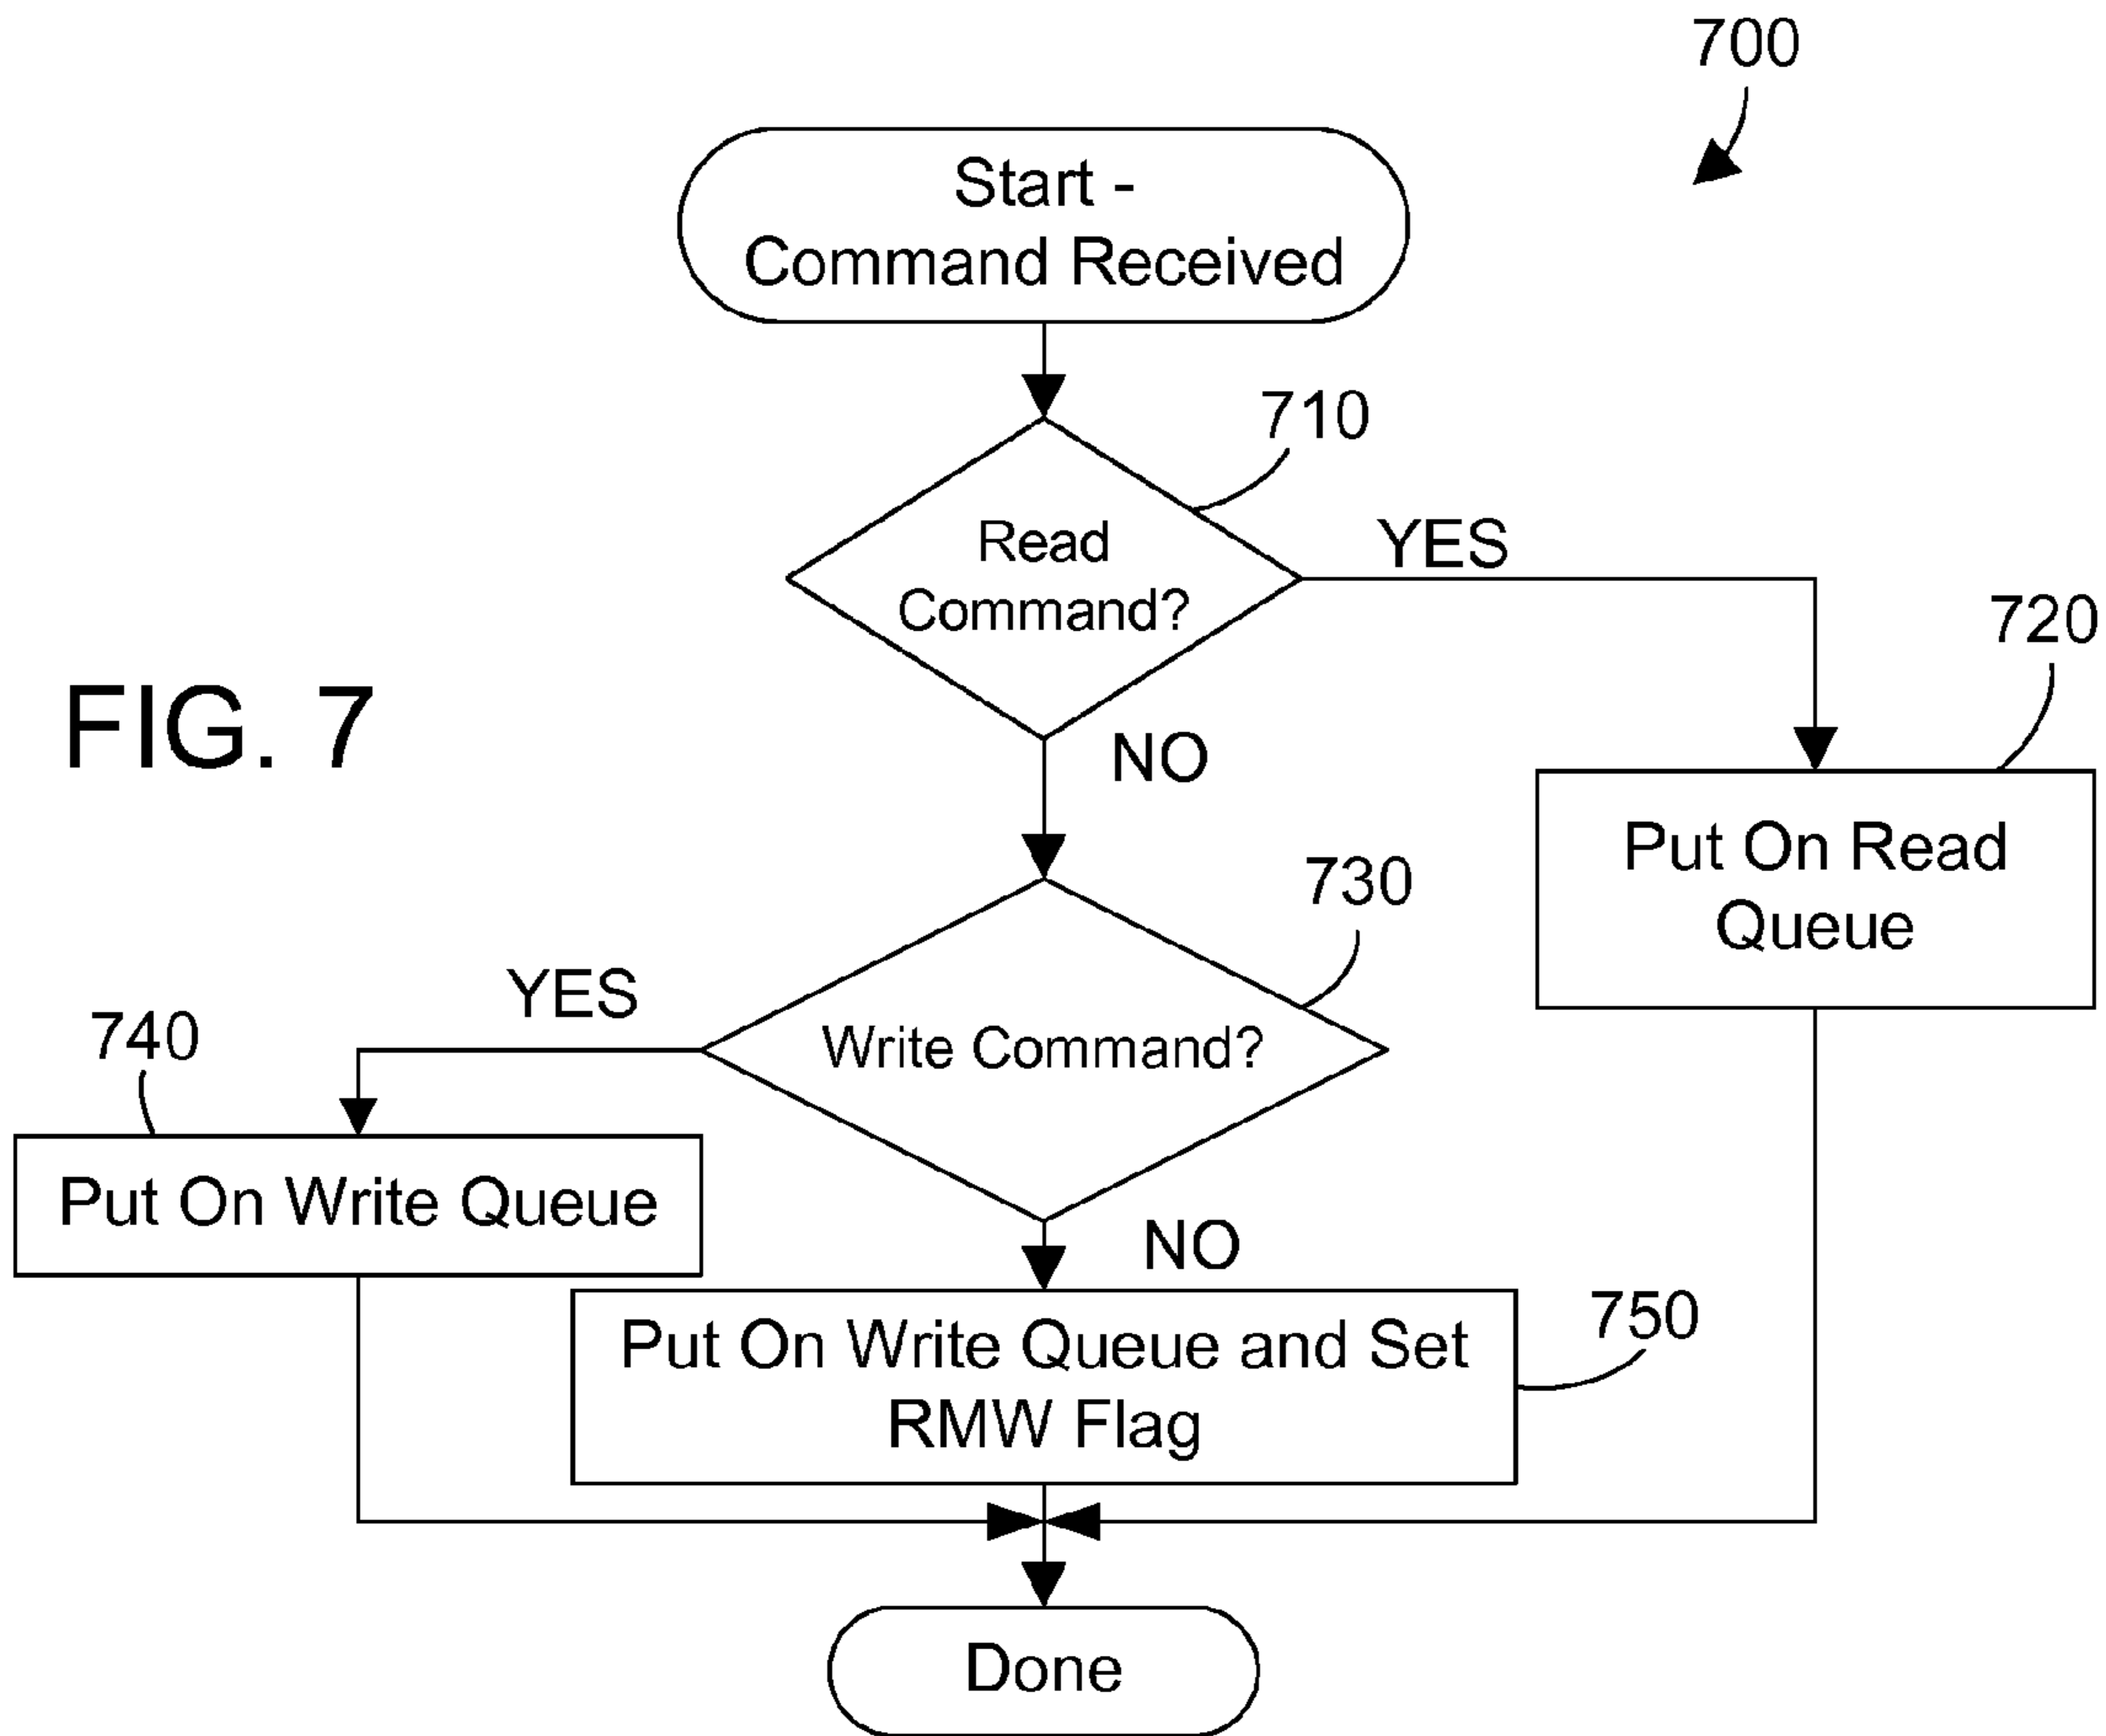 700
Start -
Command Received
710
Read
Command?
YES
720
FIG. 7
NO
Put On Read
Queue
730
YES
Write Command?
740
Put On Write Queue
NO
750
Put On Write Queue and Set
RMW Flag
Done